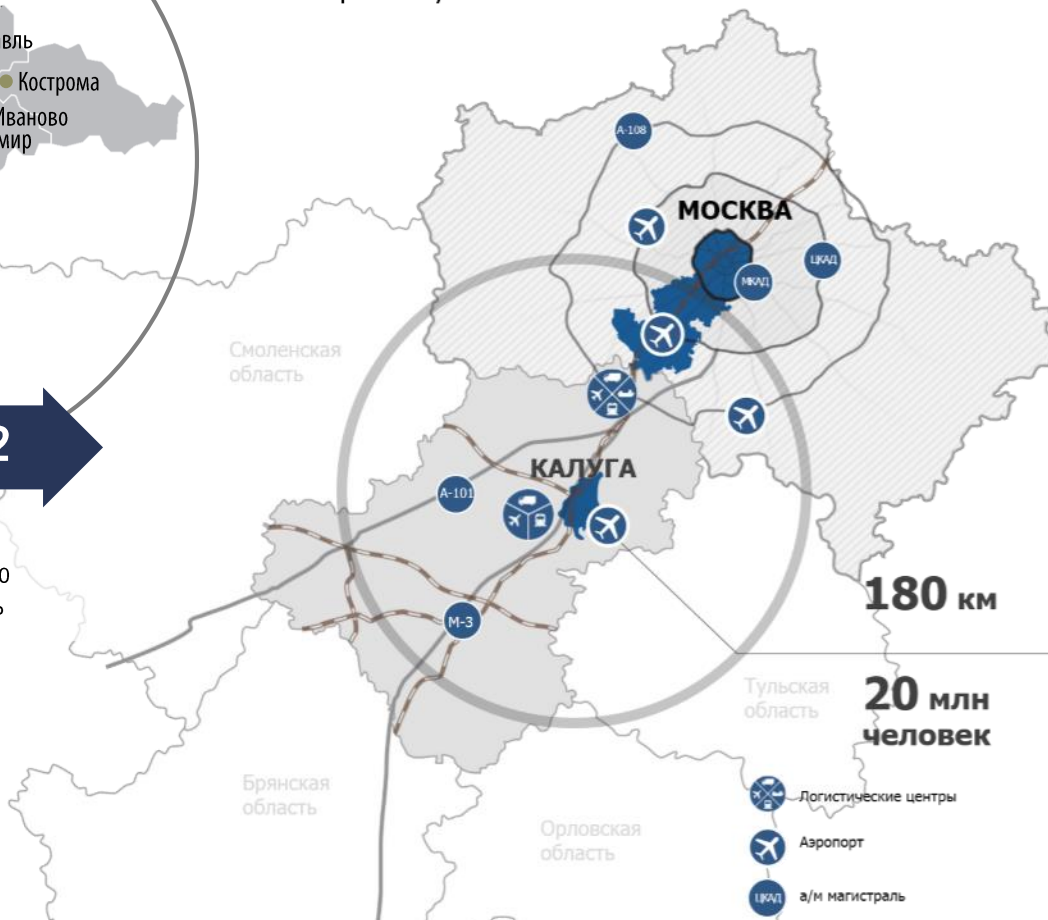 вль
Кострома
Иваново
мир
А-108
МОСКВА
ЦКАД
МКАД
Смоленская
область
2
КАЛУГА
А-101
180 км
М-3
Тульская
область
20 млн
человек
Брянская
область
Логистические центры
Орловская
область
Аэропорт
ЦКАД
а/м магистраль